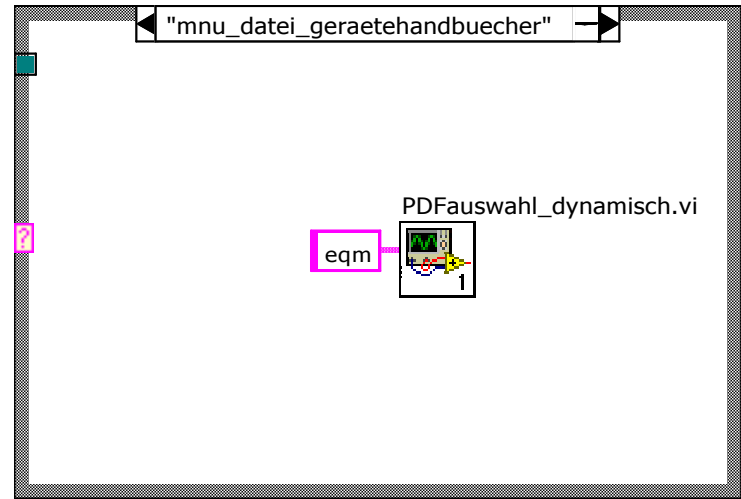 "mnu_datei_geraetehandbuecher"
PDFauswahl_dynamisch.vi
?
eqm
1